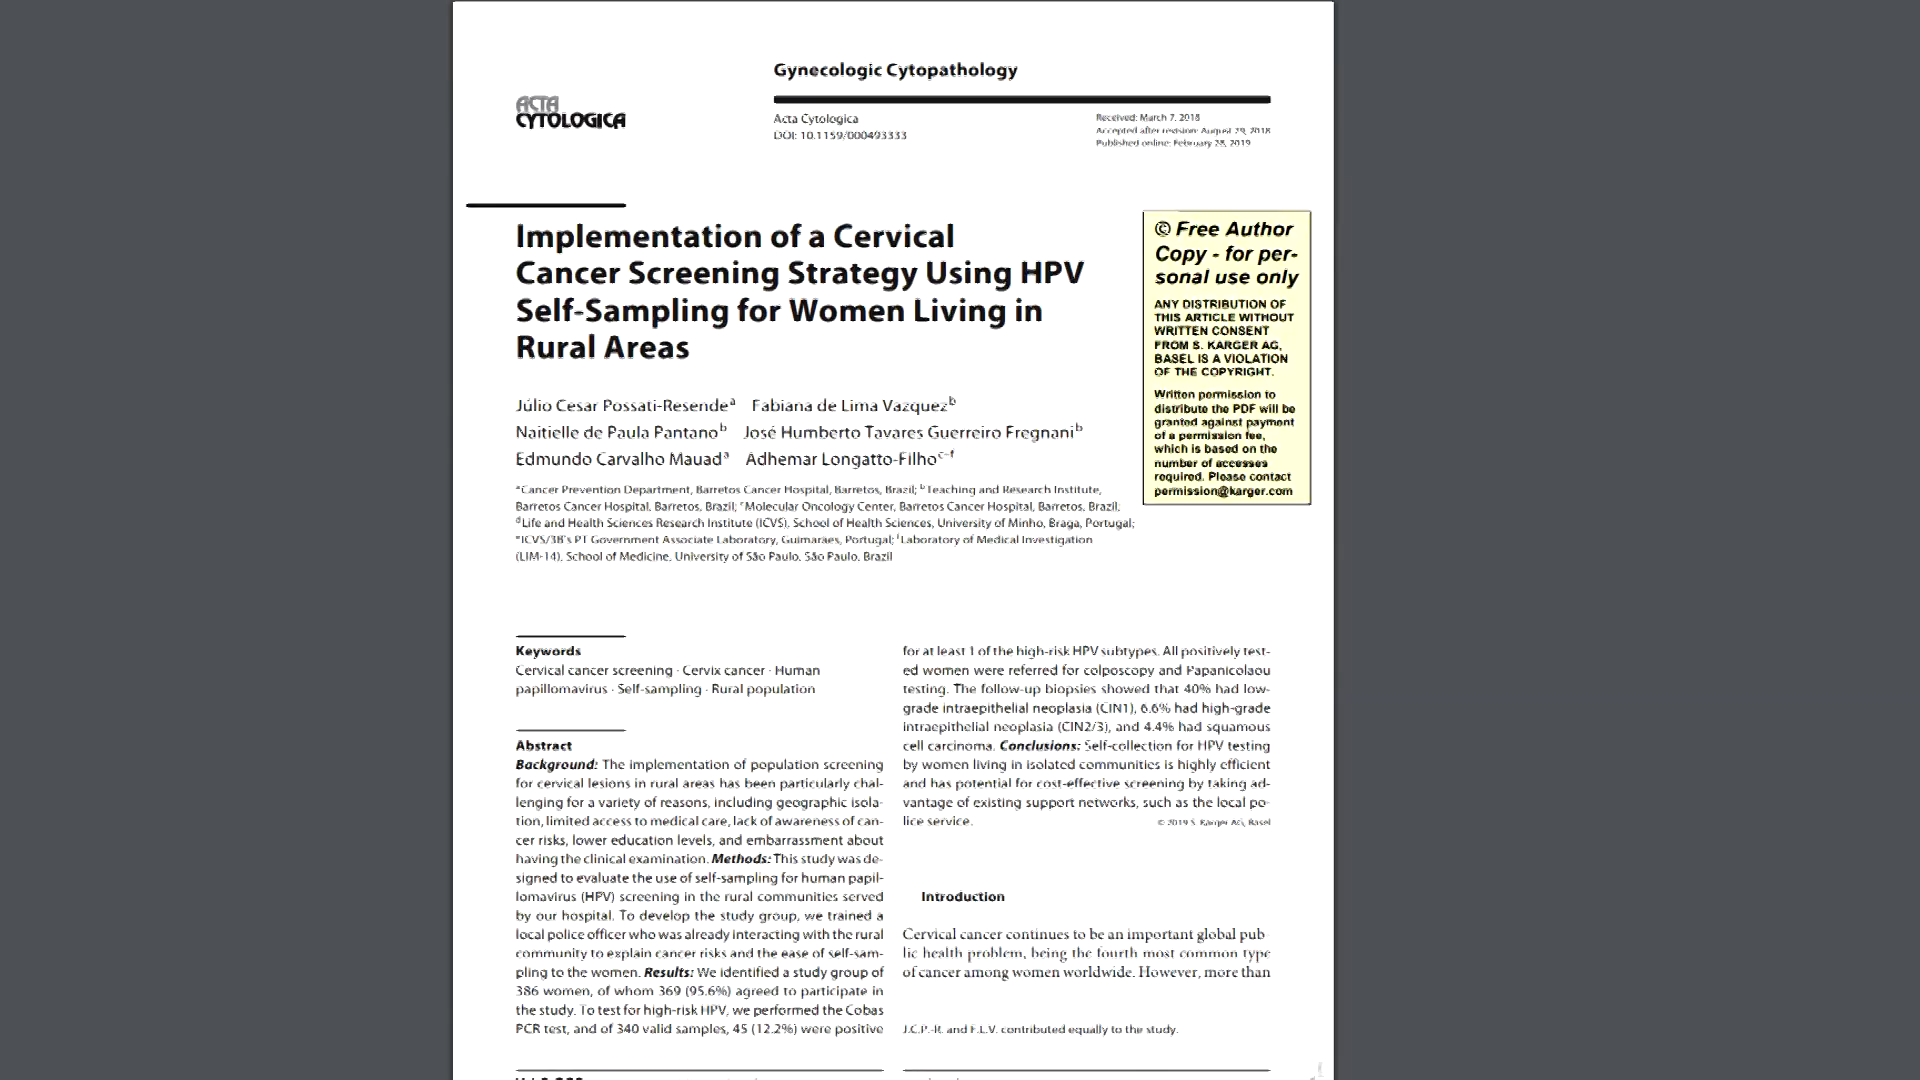 Gynecologic Cytopathology
ACTA
CYTOLOGICA
Acta Cytologica
DOI: 10.1159/000493333
Received: March 7, 2018
Accepted after revision: August 29, 2018
Published online: February 28, 2019
Implementation of a Cervical
Cancer Screening Strategy Using HPV
Self-Sampling for Women Living in
Rural Areas
© Free Author
Copy - for per-
sonal use only
ANY DISTRIBUTION OF
THIS ARTICLE WITHOUT
WRITTEN CONSENT
FROM S. KARGER AG,
BASEL IS A VIOLATION
OF THE COPYRIGHT.
Written permission to
distribute the PDF will be
granted against payment
of a permission fee,
which is based on the
number of accesses
required. Please contact
permission@karger.com
Júlio Cesar Possati-Resende a Fabiana de Lima Vazquez b
Naitielle de Paula Pantano b José Humberto Tavares Guerreiro Fregnani b
Edmundo Carvalho Mauad a Adhemar Longatto-Filho c–f
a Cancer Prevention Department, Barretos Cancer Hospital, Barretos, Brazil; b Teaching and Research Institute,
Barretos Cancer Hospital, Barretos, Brazil; c Molecular Oncology Center, Barretos Cancer Hospital, Barretos, Brazil;
d Life and Health Sciences Research Institute (ICVS), School of Health Sciences, University of Minho, Braga, Portugal;
e ICVS/3B's PT Government Associate Laboratory, Guimarães, Portugal; f Laboratory of Medical Investigation
(LIM-14), School of Medicine, University of São Paulo, São Paulo, Brazil
Keywords
Cervical cancer screening · Cervix cancer · Human
papillomavirus · Self-sampling · Rural population
Abstract
Background: The implementation of population screening
for cervical lesions in rural areas has been particularly chal-
lenging for a variety of reasons, including geographic isola-
tion, limited access to medical care, lack of awareness of can-
cer risks, lower education levels, and embarrassment about
having the clinical examination. Methods: This study was de-
signed to evaluate the use of self-sampling for human papil-
lomavirus (HPV) screening in the rural communities served
by our hospital. To develop the study group, we trained a
local police officer who was already interacting with the rural
community to explain cancer risks and the ease of self-sam-
pling to the women. Results: We identified a study group of
386 women, of whom 369 (95.6%) agreed to participate in
the study. To test for high-risk HPV, we performed the Cobas
PCR test, and of 340 valid samples, 45 (12.2%) were positive
for at least 1 of the high-risk HPV subtypes. All positively test-
ed women were referred for colposcopy and Papanicolaou
testing. The follow-up biopsies showed that 40% had low-
grade intraepithelial neoplasia (CIN1), 6.6% had high-grade
intraepithelial neoplasia (CIN2/3), and 4.4% had squamous
cell carcinoma. Conclusions: Self-collection for HPV testing
by women living in isolated communities is highly efficient
and has potential for cost-effective screening by taking ad-
vantage of existing support networks, such as the local po-
lice service.
© 2019 S. Karger AG, Basel
Introduction
Cervical cancer continues to be an important global pub-
lic health problem, being the fourth most common type
of cancer among women worldwide. However, more than
J.C.P.-R. and F.L.V. contributed equally to the study.